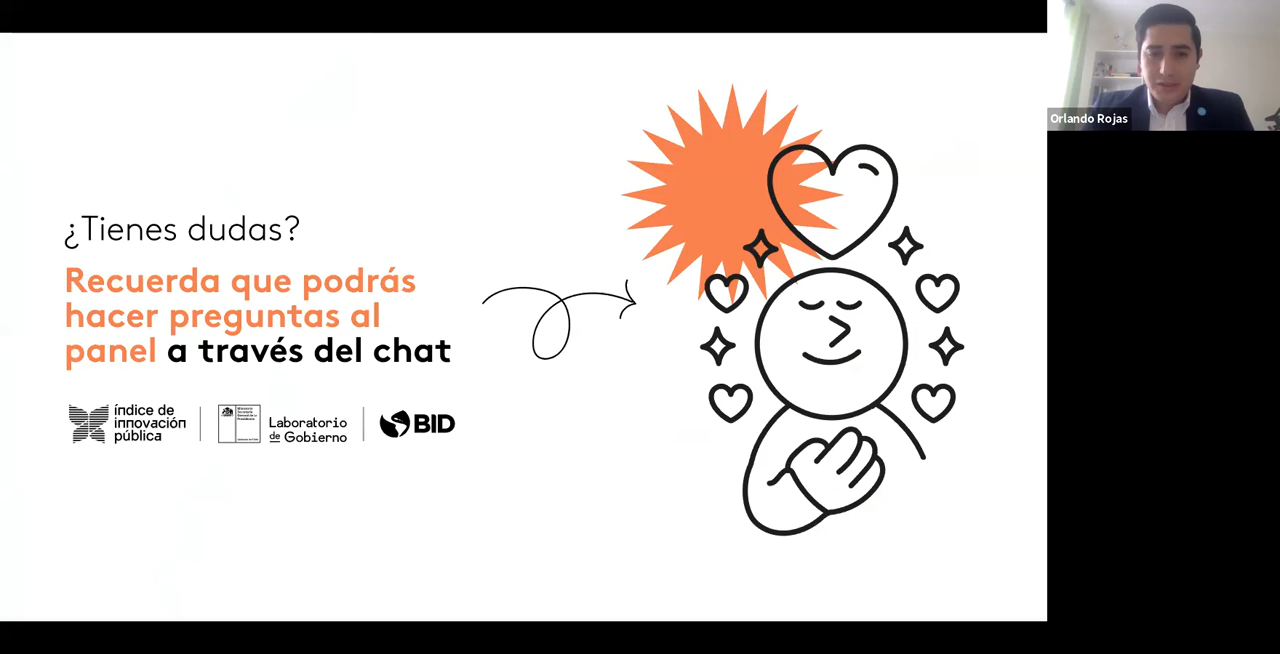 Orlando Rojas
¿Tienes dudas?
Recuerda que podrás
hacer preguntas al
panel a través del chat
índice de
innovación
pública
Laboratorio
de Gobierno
BID